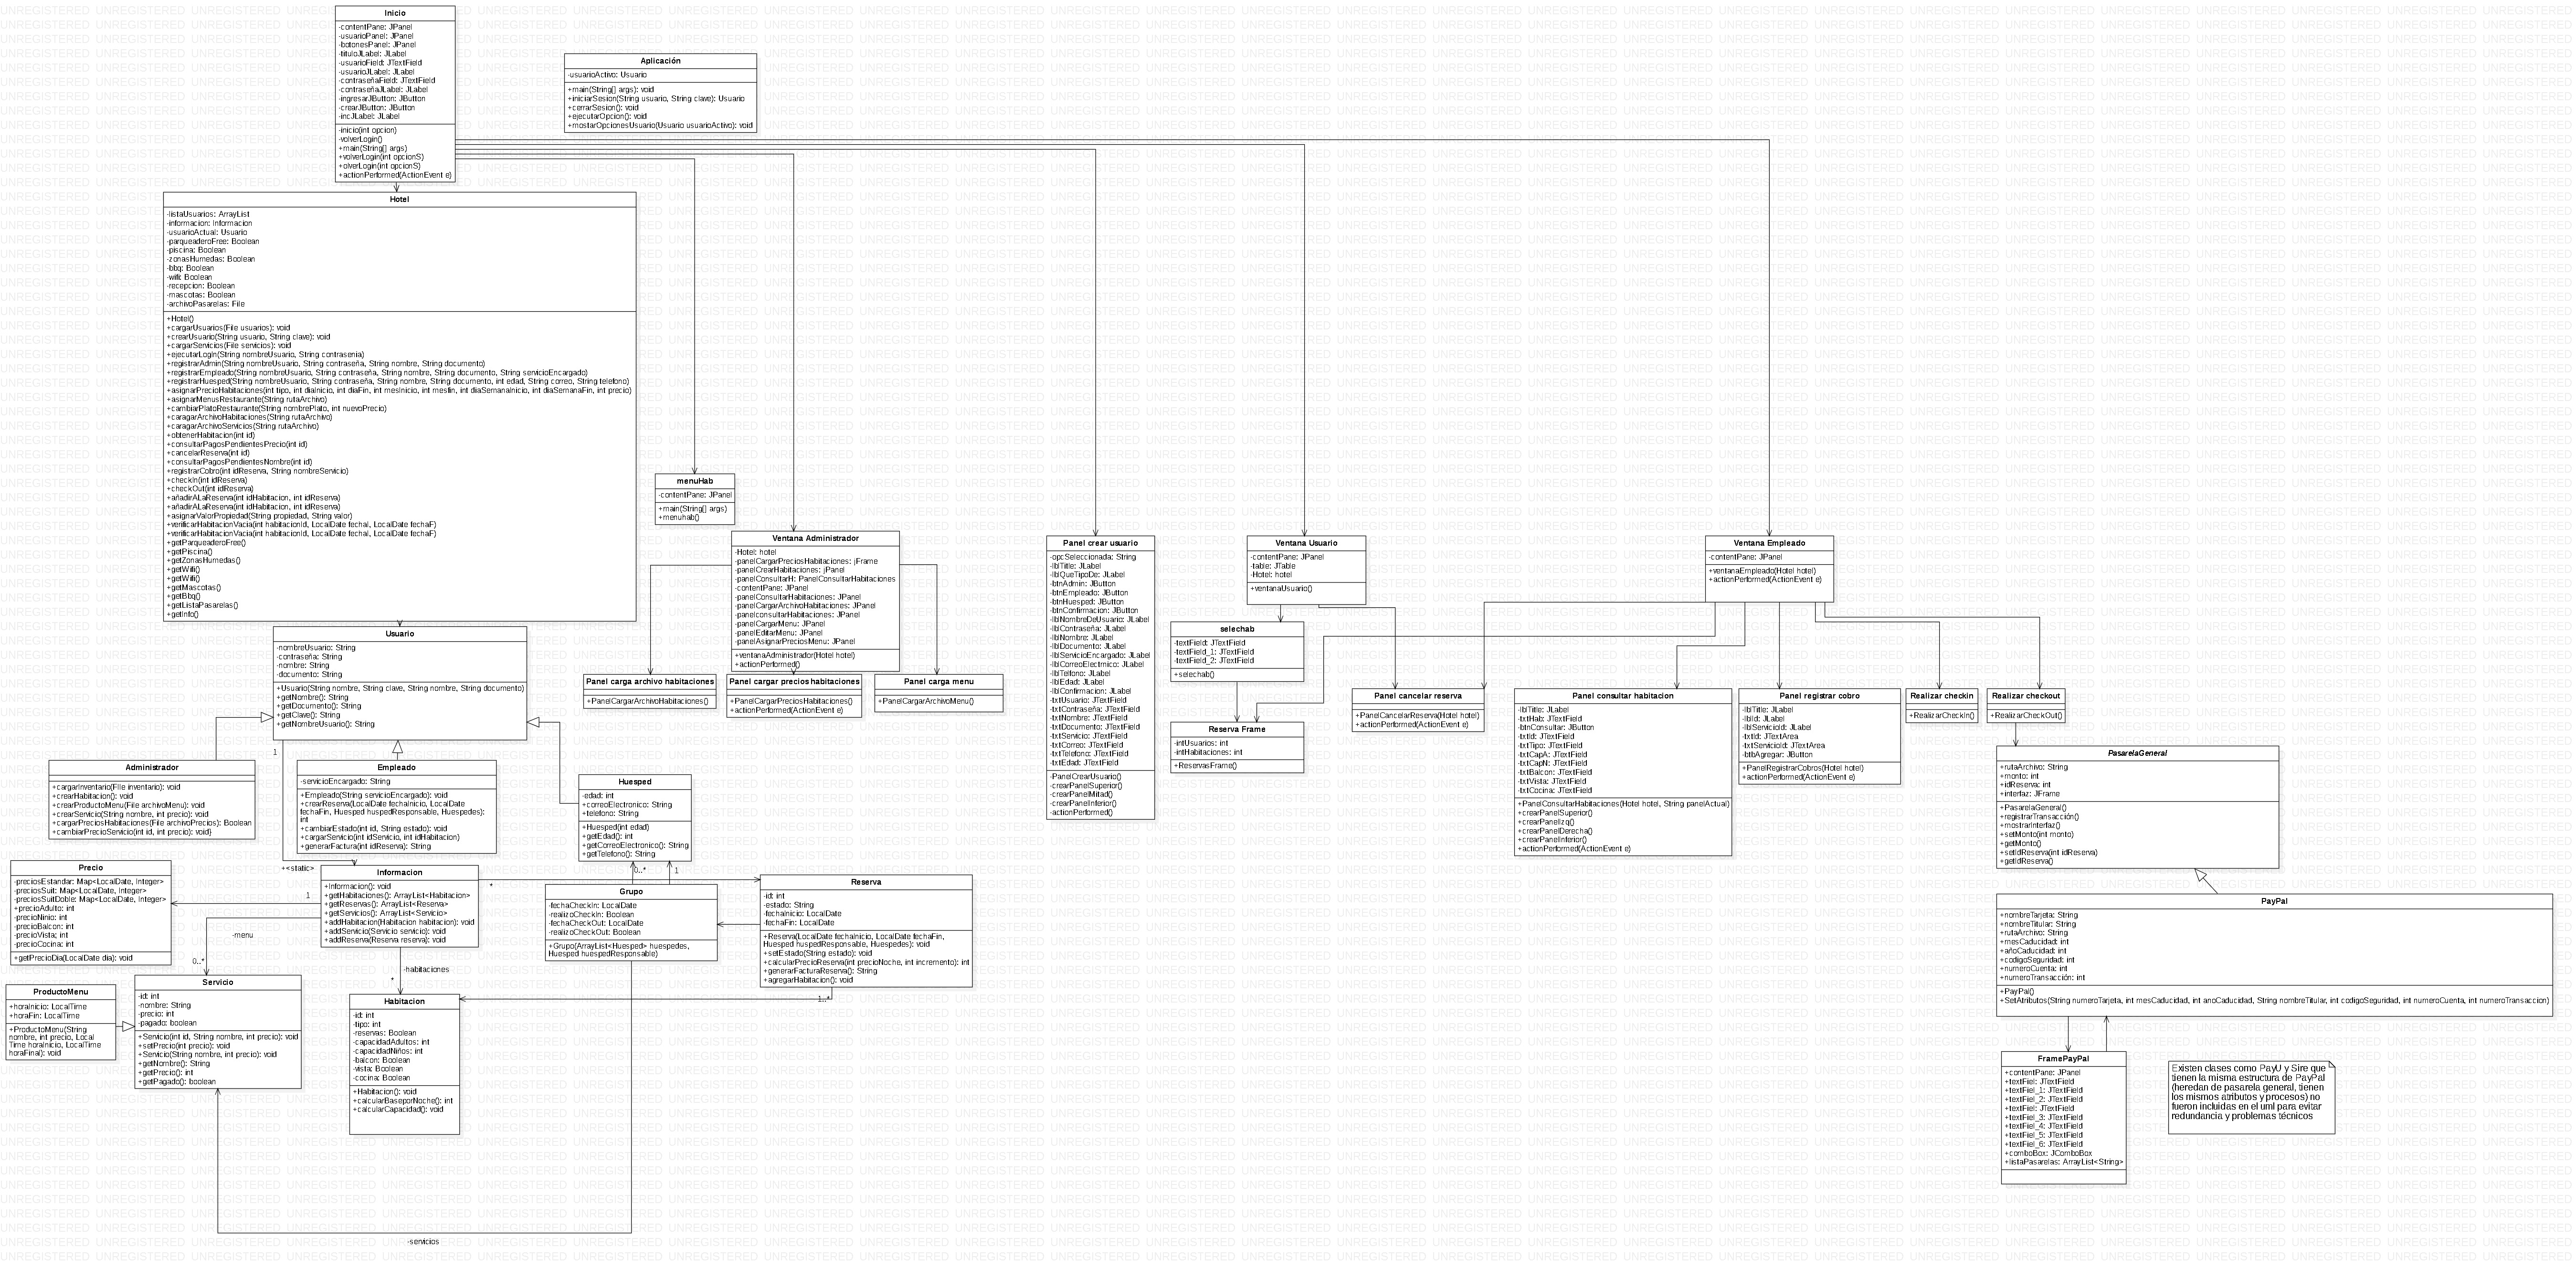 Inicio
-contentPane: JPanel
-usuarioPanel: JPanel
-botonesPanel: JPanel
-tituloJLabel: JLabel
-usuarioField: JTextField
-usuarioJLabel: JLabel
-contraseñaField: JTextField
-contraseñaJLabel: JLabel
-ingresarJButton: JButton
-crearJButton: JButton
-incJLabel: JLabel
-inicio(int opcion)
-volverLogin()
+main(String[] args)
+volverLogin(int opcionS)
+olverLogin(int opcionS)
+actionPerformed(ActionEvent e)
Aplicación
-usuarioActivo: Usuario
+main(String[] args): void
+iniciarSesion(String usuario, String clave): Usuario
+cerrarSesion(): void
+ejecutarOpcion(): void
+mostarOpcionesUsuario(Usuario usuarioActivo): void
Hotel
-listaUsuarios: ArrayList
-informacion: Informacion
-usuarioActual: Usuario
-parqueaderoFree: Boolean
-piscina: Boolean
-zonasHumedas: Boolean
-bbq: Boolean
-wifi: Boolean
-recepcion: Boolean
-mascotas: Boolean
-archivoPasarelas: File
+Hotel()
+cargarUsuarios(File usuarios): void
+crearUsuario(String usuario, String clave): void
+cargarServicios(File servicios): void
+ejecutarLogIn(String nombreUsuario, String contrasenia)
+registrarAdmin(String nombreUsuario, String contraseña, String nombre, String documento)
+registrarEmpleado(String nombreUsuario, String contraseña, String nombre, String documento, String servicioEncargado)
+registrarHuesped(String nombreUsuario, String contraseña, String nombre, String documento, int edad, String correo, String telefono)
+asignarPrecioHabitaciones(int tipo, int diaInicio, int diaFin, int mesInicio, int mesfin, int diaSemanaInicio, int diaSemanaFin, int precio)
+asignarMenusRestaurante(String rutaArchivo)
+cambiarPlatoRestaurante(String nombrePlato, int nuevoPrecio)
+caragarArchivoHabitaciones(String rutaArchivo)
+caragarArchivoServicios(String rutaArchivo)
+obtenerHabitacion(int id)
+consultarPagosPendientesPrecio(int id)
+cancelarReserva(int id)
+consultarPagosPendientesNombre(int id)
+registrarCobro(int idReserva, String nombreServicio)
+checkIn(int idReserva)
+checkOut(int idReserva)
+añadirALaReserva(int idHabitacion, int idReserva)
+añadirALaReserva(int idHabitacion, int idReserva)
+asignarValorPropiedad(String propiedad, String valor)
+verificarHabitacionVacia(int habitacionId, LocalDate fechaI, LocalDate fechaF)
+verificarHabitacionVacia(int habitacionId, LocalDate fechaI, LocalDate fechaF)
+getParqueaderoFree()
+getPiscina()
+getZonasHumedas()
+getWifi()
+getWifi()
+getMascotas()
+getBbq()
+getListaPasarelas()
+getInfo()
menuHab
-contentPane: JPanel
+main(String[] args)
+menuhab()
Ventana Administrador
-Hotel: hotel
-panelCargarPreciosHabitaciones: jFrame
-panelCrearHabitaciones: jPanel
-panelConsultarH: PanelConsultarHabitaciones
-contentPane: JPanel
-panelConsultarHabitaciones: JPanel
-panelCargarArchivoHabitaciones: JPanel
-panelconsultarHabitaciones: JPanel
-panelCargarMenu: JPanel
-panelEditarMenu: JPanel
-panelAsignarPreciosMenu: JPanel
+ventanaAdministrador(Hotel hotel)
+actionPerformed()
Panel carga archivo habitaciones
+PanelCargarArchivoHabitaciones()
Panel cargar precios habitaciones
+PanelCargarPreciosHabitaciones()
+actionPerformed(ActionEvent e)
Panel carga menu
+PanelCargarArchivoMenu()
Panel crear usuario
-opcSeleccionada: String
-lblTitle: JLabel
-lblQueTipoDe: JLabel
-btnAdmin: JButton
-btnEmpleado: JButton
-btnHuesped: JButton
-btnConfirmacion: JButton
-lblNombreDeUsuario: JLabel
-lblContraseña: JLabel
-lblNombre: JLabel
-lblDocumento: JLabel
-lblServicioEncargado: JLabel
-lblCorreoElectrnico: JLabel
-lblTelfono: JLabel
-lblEdad: JLabel
-lblConfirmacion: JLabel
-txtUsuario: JTextField
-txtContraseña: JTextField
-txtNombre: JTextField
-txtDocumento: JTextField
-txtServicio: JTextField
-txtCorreo: JTextField
-txtTelefono: JTextField
-txtEdad: JTextField
-PanelCrearUsuario()
-crearPanelSuperior()
-crearPanelMitad()
-crearPanelInferior()
-actionPerformed()
Ventana Usuario
-contentPane: JPanel
-table: JTable
-Hotel: hotel
+ventanaUsuario()
selechab
-textField: JTextField
-textField_1: JTextField
-textField_2: JTextField
+selechab()
Reserva Frame
-intUsuarios: int
-intHabitaciones: int
+ReservasFrame()
Panel cancelar reserva
+PanelCancelarReserva(Hotel hotel)
+actionPerformed(ActionEvent e)
Ventana Empleado
-contentPane: JPanel
+ventanaEmpleado(Hotel hotel)
+actionPerformed(ActionEvent e)
Panel consultar habitacion
-lblTitle: JLabel
-txtHab: JTextField
-btnConsultar: JButton
-txtId: JTextField
-txtTipo: JTextField
-txtCapA: JTextField
-txtCapN: JTextField
-txtBalcon: JTextField
-txtVista: JTextField
-txtCocina: JTextField
+PanelConsultarHabitaciones(Hotel hotel, String panelActual)
+crearPanelSuperior()
+crearPanelIzq()
+crearPanelDerecha()
+crearPanelInferior()
+actionPerformed(ActionEvent e)
Panel registrar cobro
-lblTitle: JLabel
-lblId: JLabel
-lblServicioId: JLabel
-txtId: JTextArea
-txtServicioId: JTextArea
-btbAgregar: JButton
+PanelRegistrarCobros(Hotel hotel)
+actionPerformed(ActionEvent e)
Realizar checkin
+RealizarCheckIn()
Realizar checkout
+RealizarCheckOut()
PasarelaGeneral
+rutaArchivo: String
+monto: int
+idReserva: int
+interfaz: JFrame
+PasarelaGeneral()
+registrarTransacción()
+mostrarInterfaz()
+setMonto(int monto)
+getMonto()
+setIdReserva(int idReserva)
+getIdReserva()
PayPal
+nombreTarjeta: String
+nombreTitular: String
+rutaArchivo: String
+mesCaducidad: int
+añoCaducidad: int
+codigoSeguridad: int
+numeroCuenta: int
+numeroTransacción: int
+PayPal()
+SetAtributos(String numeroTarjeta, int mesCaducidad, int anoCaducidad, String nombreTitular, int codigoSeguridad, int numeroCuenta, int numeroTransaccion)
FramePayPal
+contentPane: JPanel
+textFiel: JTextField
+textFiel_1: JTextField
+textFiel_2: JTextField
+textFiel: JTextField
+textFiel_3: JTextField
+textFiel_4: JTextField
+textFiel_5: JTextField
+textFiel_6: JTextField
+comboBox: JComboBox
+listaPasarelas: ArrayList<String>
Existen clases como PayU y Sire que
tienen la misma estructura de PayPal
(heredan de pasarela general, tienen
los mismos atributos y procesos) no
fueron incluidas en el uml para evitar
redundancia y problemas técnicos
Usuario
-nombreUsuario: String
-contraseña: String
-nombre: String
-documento: String
+Usuario(String nombre, String clave, String nombre, String documento)
+getNombre(): String
+getDocumento(): String
+getClave(): String
+getNombreUsuario(): String
1
+<static>
Administrador
+cargarInventario(FIle inventario): void
+crearHabitacion(): void
+crearProductoMenu(File archivoMenu): void
+crearServicio(String nombre, int precio): void
+cargarPreciosHabitaciones(File archivoPrecios): Boolean
+cambiarPrecioServicio(int id, int precio): void}
Empleado
-servicioEncargado: String
+Empleado(String servicioEncargado): void
+crearReserva(LocalDate fechaInicio, LocalDate
fechaFin, Huesped huspedResponsable, Huespedes):
int
+cambiarEstado(int id, String estado): void
+cargarServicio(int idServicio, int idHabitacion)
+generarFactura(int idReserva): String
Huesped
-edad: int
+correoElectronico: String
+telefono: String
+Huesped(int edad)
+getEdad(): int
+getCorreoElectronico(): String
+getTelefono(): String
0..*
1
Precio
-preciosEstandar: Map<LocalDate, Integer>
-preciosSuit: Map<LocalDate, Integer>
-preciosSuitDoble: Map<LocalDate, Integer>
+precioAdulto: int
-precioNinio: int
-precioBalcon: int
-precioVista: int
-precioCocina: int
+getPrecioDia(LocalDate dia): void
1
Informacion
+Informacion(): void
+getHabitaciones(): ArrayList<Habitacion>
+getReservas(): ArrayList<Reserva>
+getServicios(): ArrayList<Servicio>
+addHabitacion(Habitacion habitacion): void
+addServicio(Servicio servicio): void
+addReserva(Reserva reserva): void
*
-menu
0..*
-habitaciones
*
Grupo
-fechaCheckIn: LocalDate
-realizoCheckIn: Boolean
-fechaCheckOut: LocalDate
-realizoCheckOut: Boolean
+Grupo(ArrayList<Huesped> huespedes,
Huesped huespedResponsable)
Reserva
-id: int
-estado: String
-fechaInicio: LocalDate
-fechaFin: LocalDate
+Reserva(LocalDate fechaInicio, LocalDate fechaFin,
Huesped huspedResponsable, Huespedes): void
+setEstado(String estado): void
+calcularPrecioReserva(int precioNoche, int incremento): int
+generarFacturaReserva(): String
+agregarHabitacion(): void
1..*
ProductoMenu
+horaInicio: LocalTime
+horaFin: LocalTime
+ProductoMenu(String
nombre, int precio, Local
Time horaInicio, LocalTime
horaFinal): void
Servicio
-id: int
-nombre: String
-precio: int
-pagado: boolean
+Servicio(int id, String nombre, int precio): void
+setPrecio(int precio): void
+Servicio(String nombre, int precio): void
+getNombre(): String
+getPrecio(): int
+getPagado(): boolean
Habitacion
-id: int
-tipo: int
-reservas: Boolean
-capacidadAdultos: int
-capacidadNiños: int
-balcon: Boolean
-vista: Boolean
-cocina: Boolean
+Habitacion(): void
+calcularBaseporNoche(): int
+calcularCapacidad(): void
-servicios